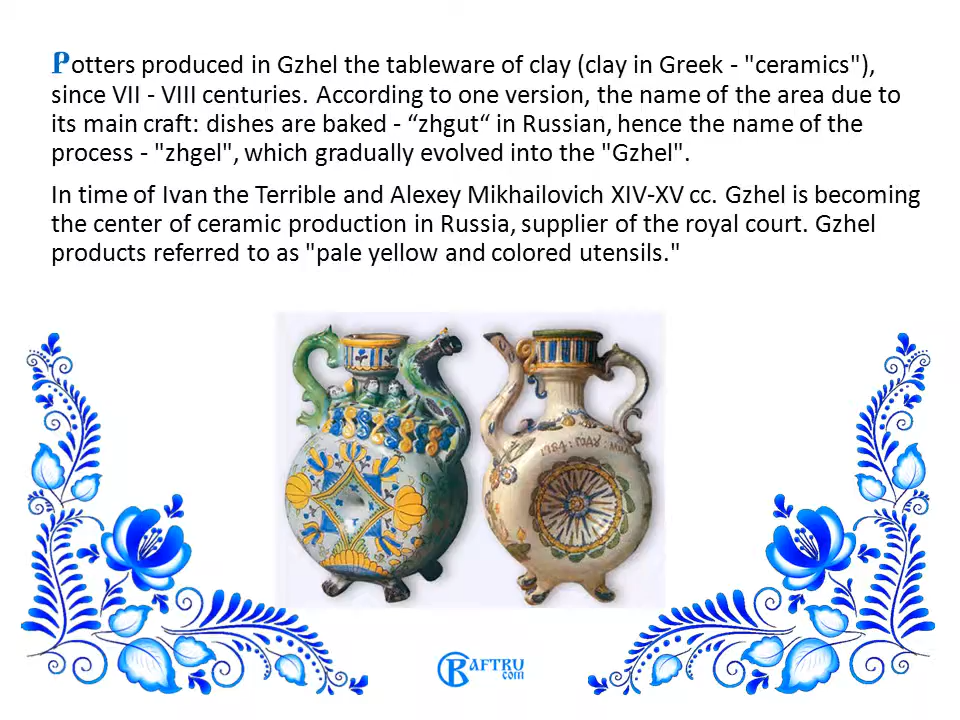 Potters produced in Gzhel the tableware of clay (clay in Greek - "ceramics"),
since VII - VIII centuries. According to one version, the name of the area due to
its main craft: dishes are baked - “zhgut“ in Russian, hence the name of the
process - "zhgel", which gradually evolved into the "Gzhel".
In time of Ivan the Terrible and Alexey Mikhailovich XIV-XV cc. Gzhel is becoming
the center of ceramic production in Russia, supplier of the royal court. Gzhel
products referred to as "pale yellow and colored utensils."
1784:
CRAFTRU
com